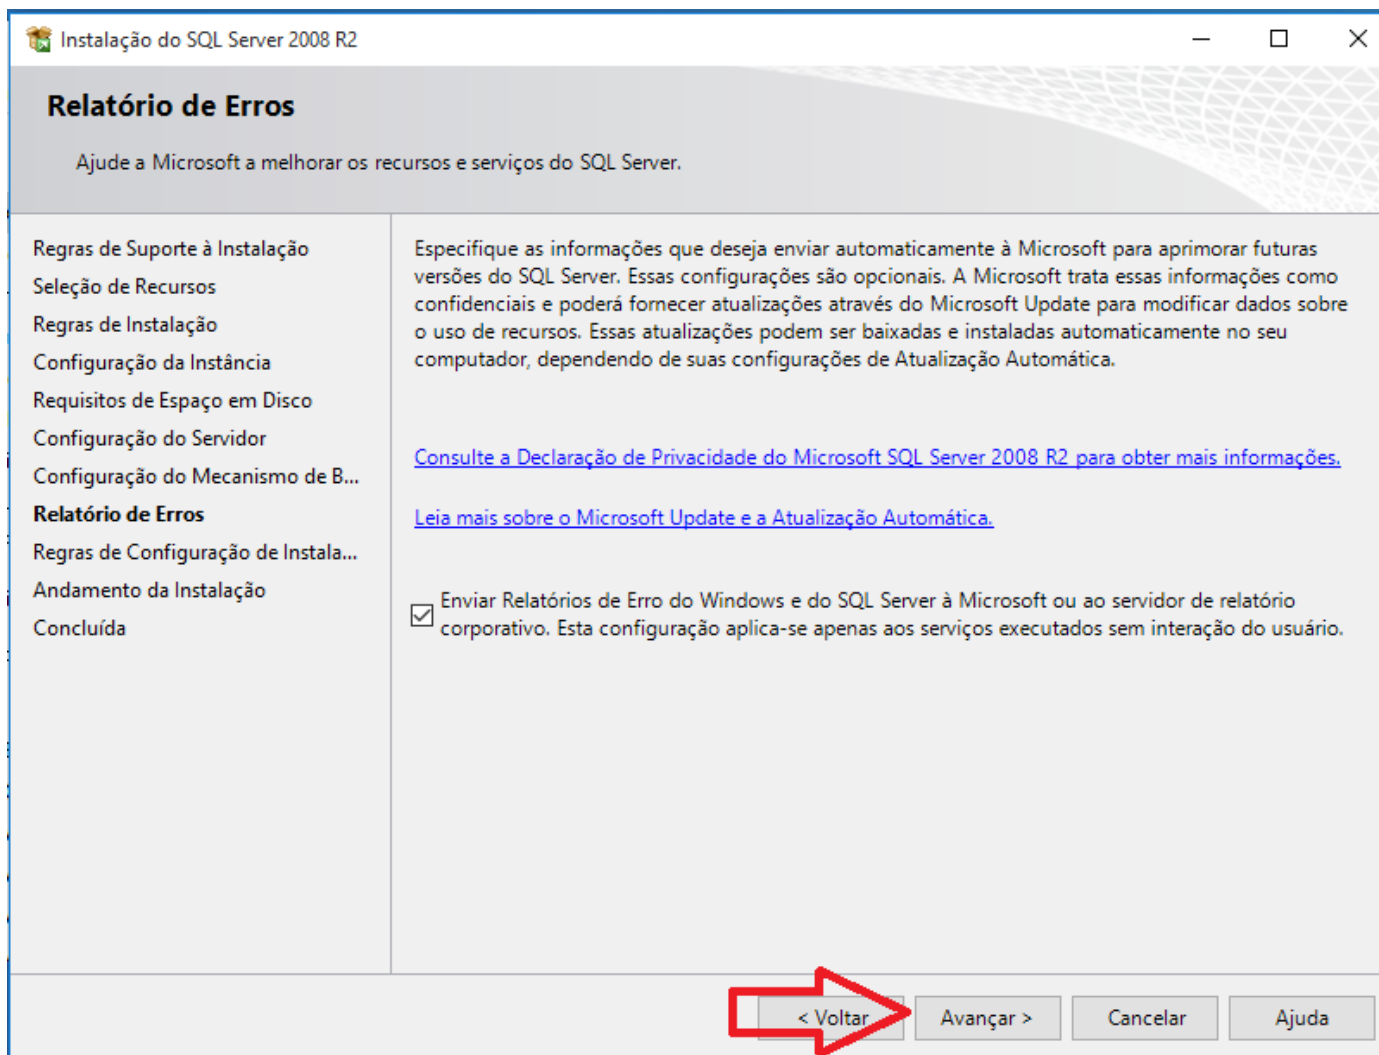 Instalação do SQL Server 2008 R2
Relatório de Erros
Ajude a Microsoft a melhorar os recursos e serviços do SQL Server.
Regras de Suporte à Instalação
Seleção de Recursos
Regras de Instalação
Configuração da Instância
Requisitos de Espaço em Disco
Configuração do Servidor
Configuração do Mecanismo de B...
Relatório de Erros
Regras de Configuração de Instala...
Andamento da Instalação
Concluída
Especifique as informações que deseja enviar automaticamente à Microsoft para aprimorar futuras
versões do SQL Server. Essas configurações são opcionais. A Microsoft trata essas informações como
confidenciais e poderá fornecer atualizações através do Microsoft Update para modificar dados sobre
o uso de recursos. Essas atualizações podem ser baixadas e instaladas automaticamente no seu
computador, dependendo de suas configurações de Atualização Automática.
Consulte a Declaração de Privacidade do Microsoft SQL Server 2008 R2 para obter mais informações.
Leia mais sobre o Microsoft Update e a Atualização Automática.
Enviar Relatórios de Erro do Windows e do SQL Server à Microsoft ou ao servidor de relatório
corporativo. Esta configuração aplica-se apenas aos serviços executados sem interação do usuário.
< Voltar
Avançar >
Cancelar
Ajuda